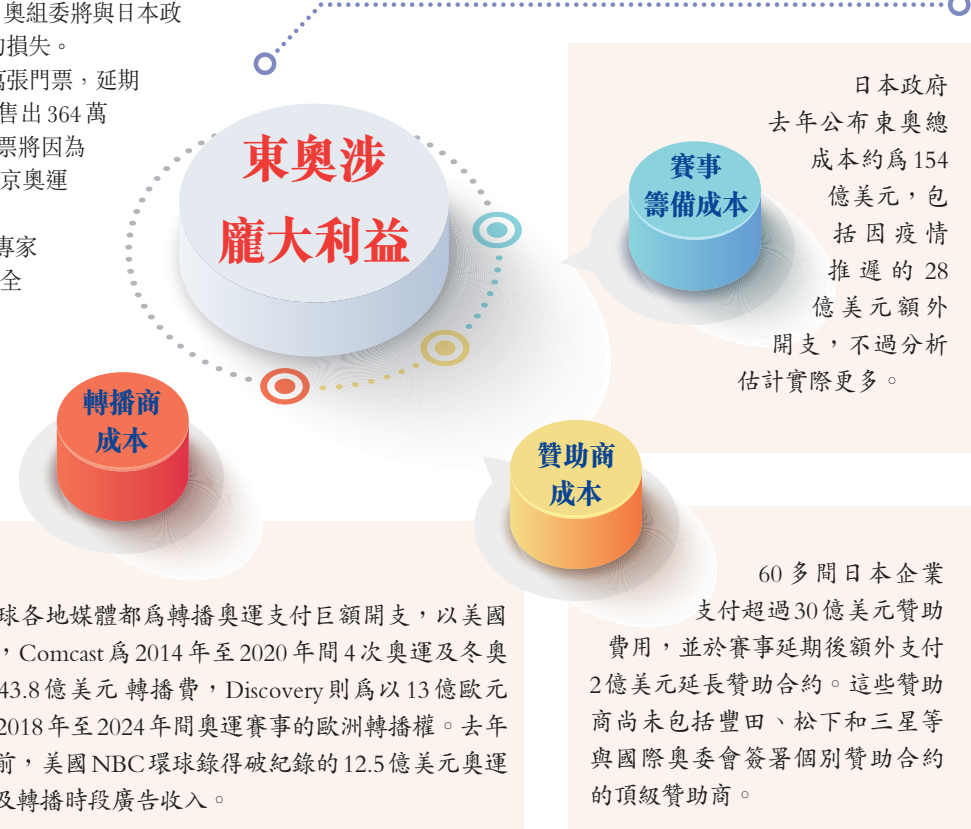 奧組委將與日本政
損失。
張門票，延期
售出364萬
票將因為
京奧運
專家
全
東奧涉
龐大利益
賽事
籌備成本
日本政府
去年公布東奧總
成本約爲154
億美元，包
括因疫情
推遲的28
億美元額外
開支，不過分析
估計實際更多。
轉播商
成本
球各地媒體都爲轉播奧運支付巨額開支，以美國
，Comcast爲2014年至2020年間4次奧運及冬奧
43.8億美元 轉播費，Discovery則爲以13億歐元
2018年至2024年間奧運賽事的歐洲轉播權。去年
前，美國NBC環球錄得破紀錄的12.5億美元奧運
及轉播時段廣告收入。
贊助商
成本
60多間日本企業
支付超過30億美元贊助
費用，並於賽事延期後額外支付
2億美元延長贊助合約。這些贊助
商尚未包括豐田、松下和三星等
與國際奧委會簽署個別贊助合約
的頂級贊助商。